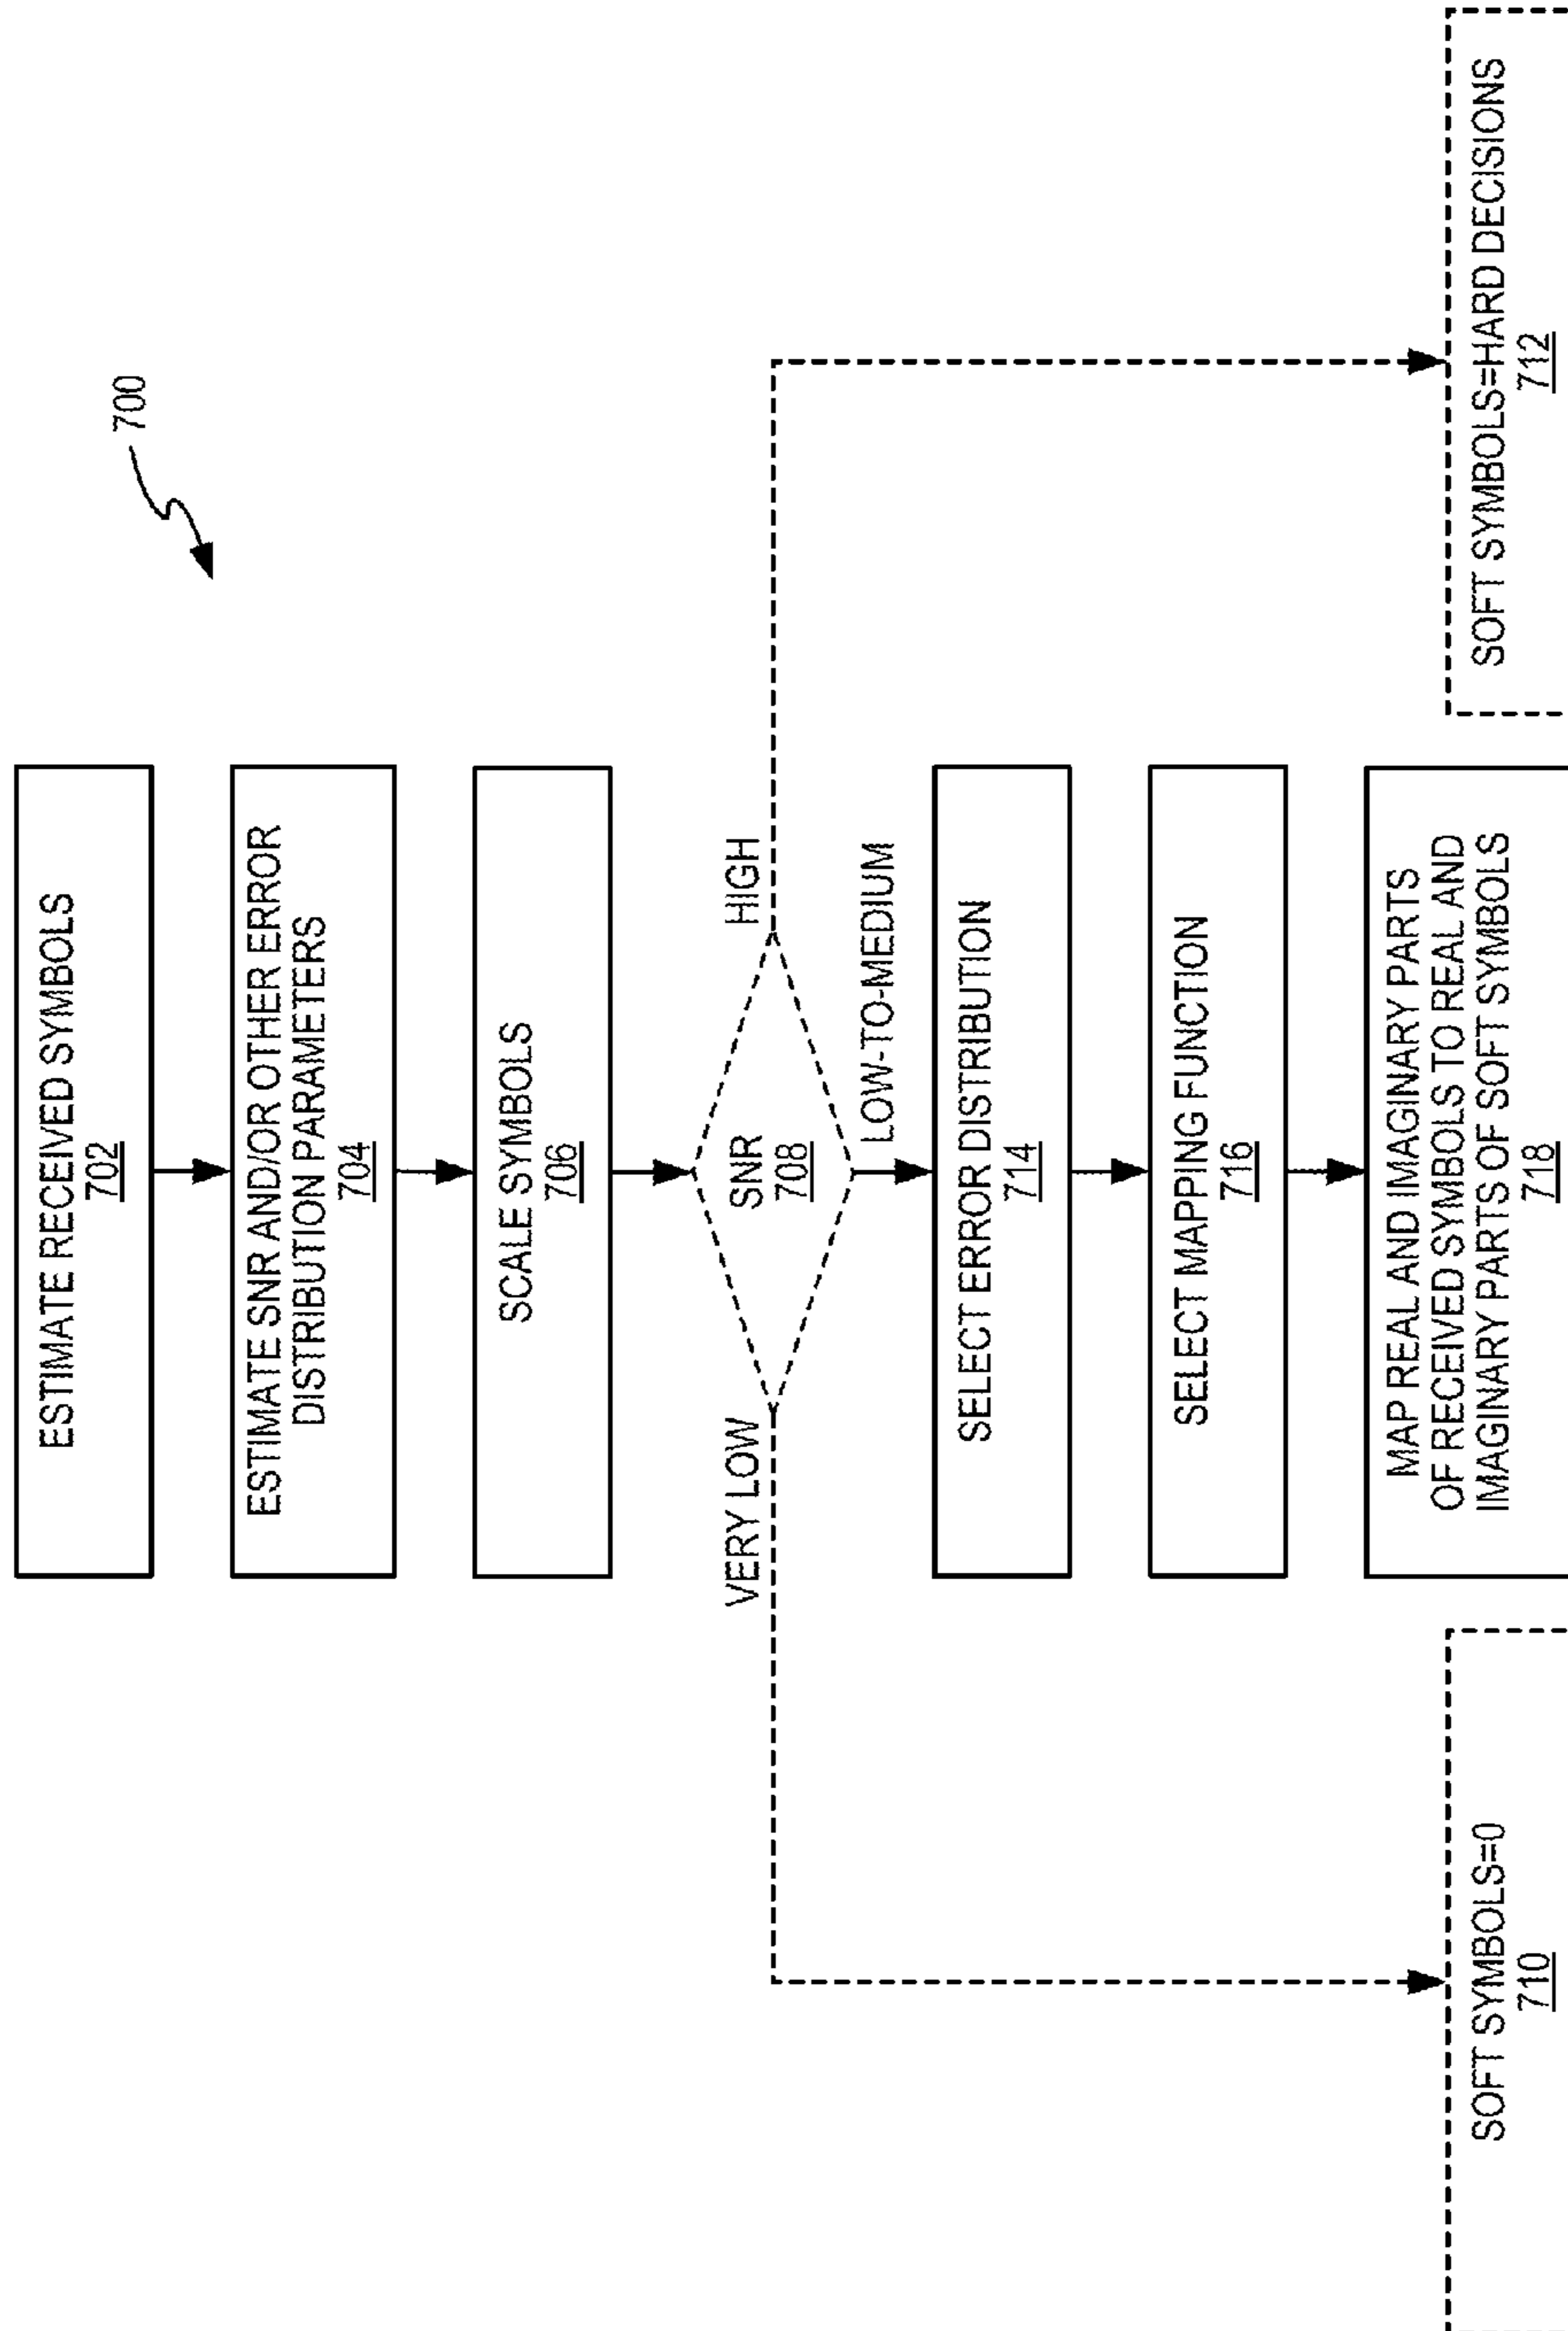 700
ESTIMATE RECEIVED SYMBOLS
702
ESTIMATE SNR AND/OR OTHER ERROR
DISTRIBUTION PARAMETERS
704
SCALE SYMBOLS
706
VERY LOW
SNR
708
HIGH
LOW-TO-MEDIUM
SELECT ERROR DISTRIBUTION
714
SELECT MAPPING FUNCTION
716
MAP REAL AND IMAGINARY PARTS
OF RECEIVED SYMBOLS TO REAL AND
IMAGINARY PARTS OF SOFT SYMBOLS
718
SOFT SYMBOLS=0
710
SOFT SYMBOLS=HARD DECISIONS
712